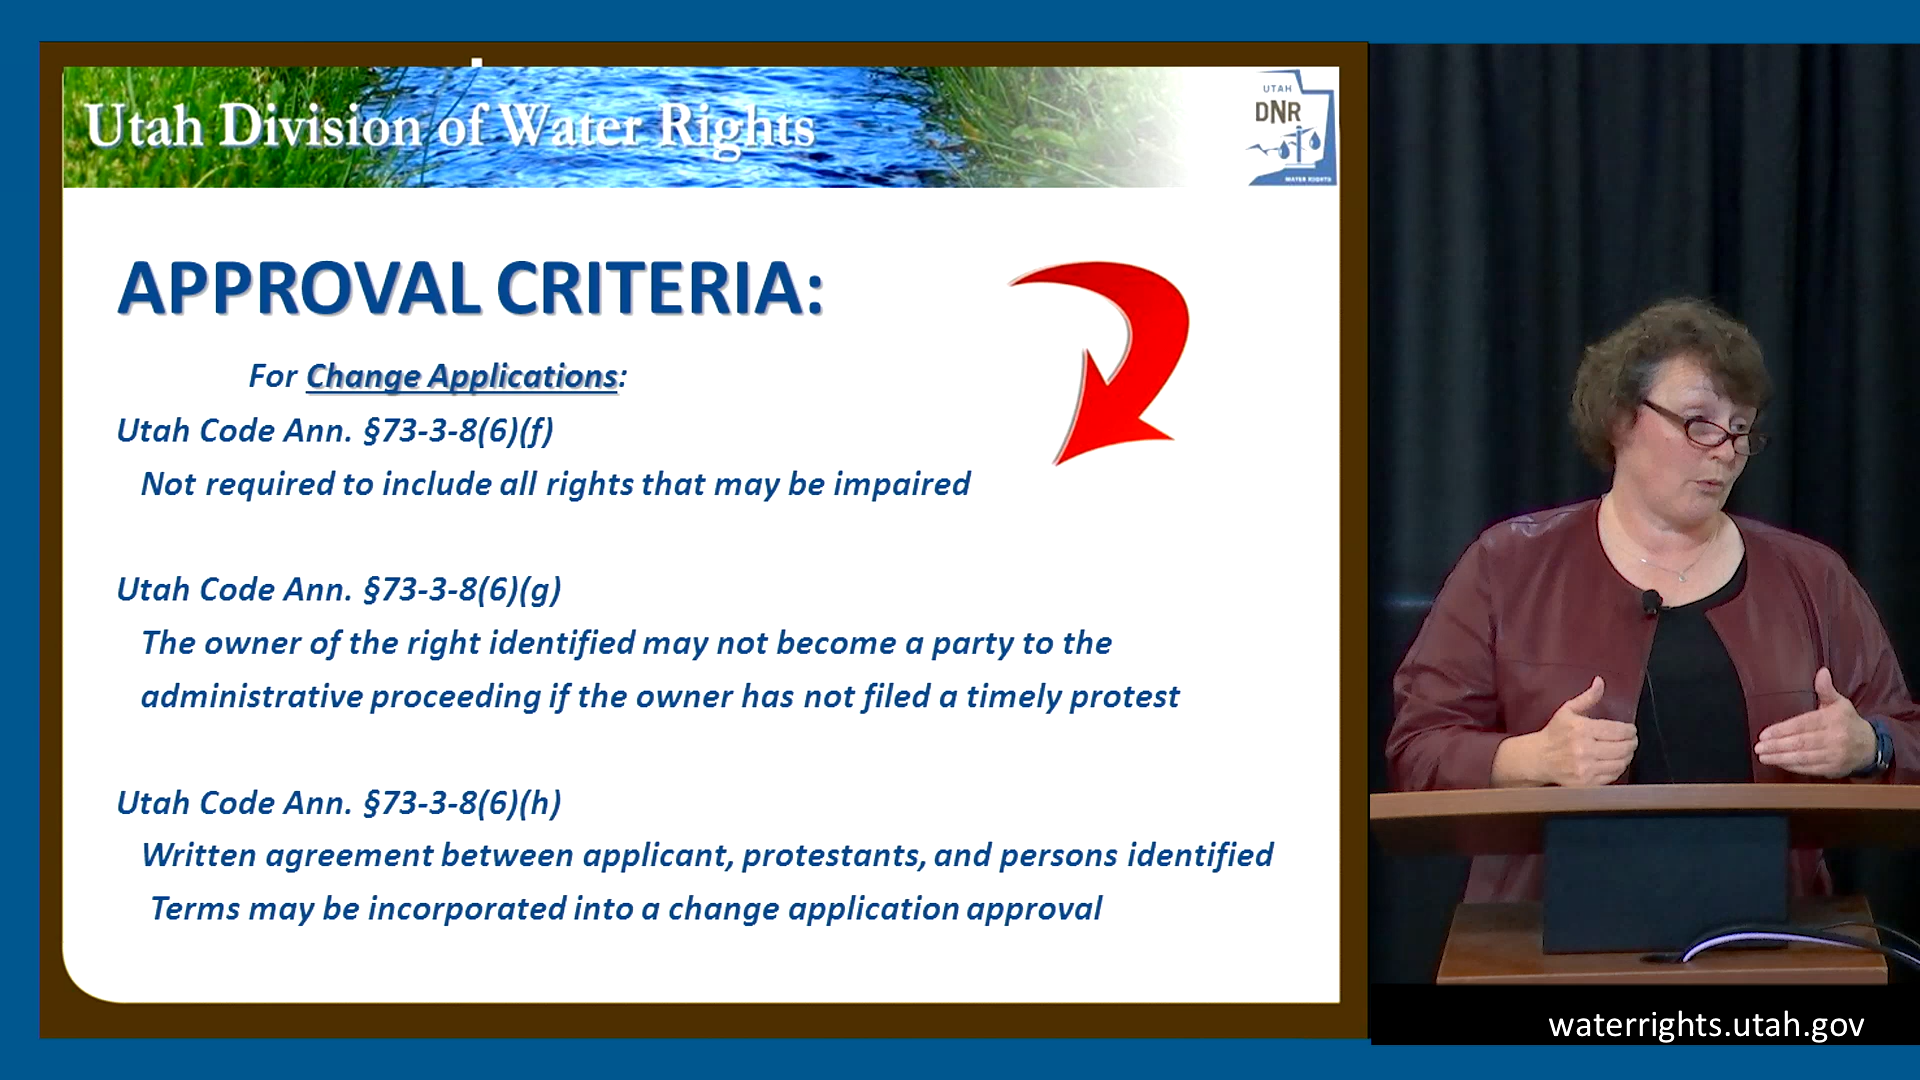 Utah Division of Water Rights
UTAH
DNR
WATER RIGHTS
APPROVAL CRITERIA:
For Change Applications:
Utah Code Ann. §73-3-8(6)(f)
Not required to include all rights that may be impaired
Utah Code Ann. §73-3-8(6)(g)
The owner of the right identified may not become a party to the
administrative proceeding if the owner has not filed a timely protest
Utah Code Ann. §73-3-8(6)(h)
Written agreement between applicant, protestants, and persons identified
Terms may be incorporated into a change application approval
waterrights.utah.gov